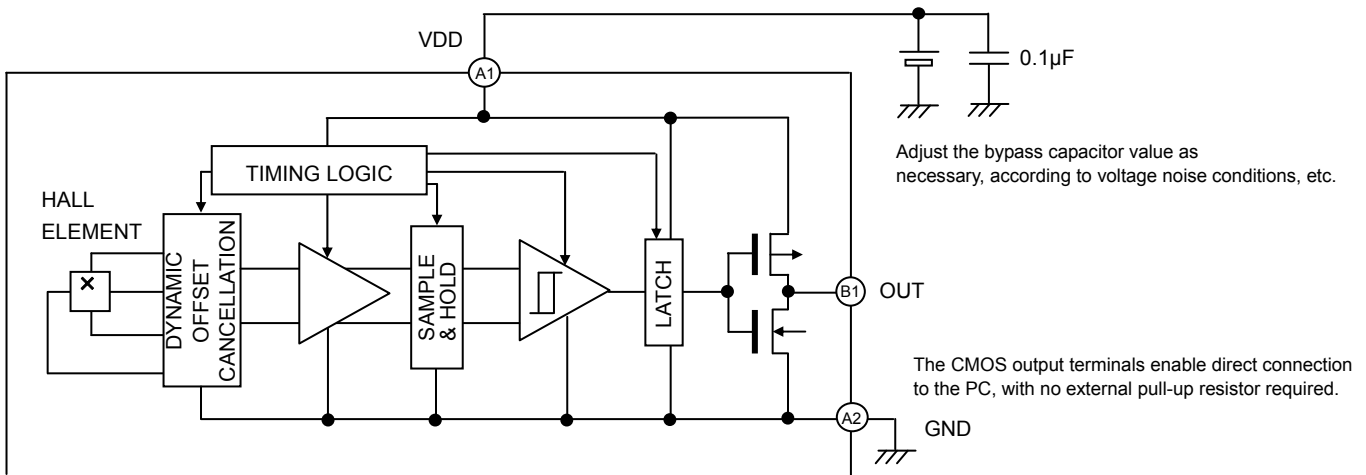 VDD
A1
0.1µF
Adjust the bypass capacitor value as
necessary, according to voltage noise conditions, etc.
TIMING LOGIC
HALL
ELEMENT
DYNAMIC
OFFSET
CANCELLATION
SAMPLE
& HOLD
LATCH
B1
OUT
The CMOS output terminals enable direct connection
to the PC, with no external pull-up resistor required.
A2
GND